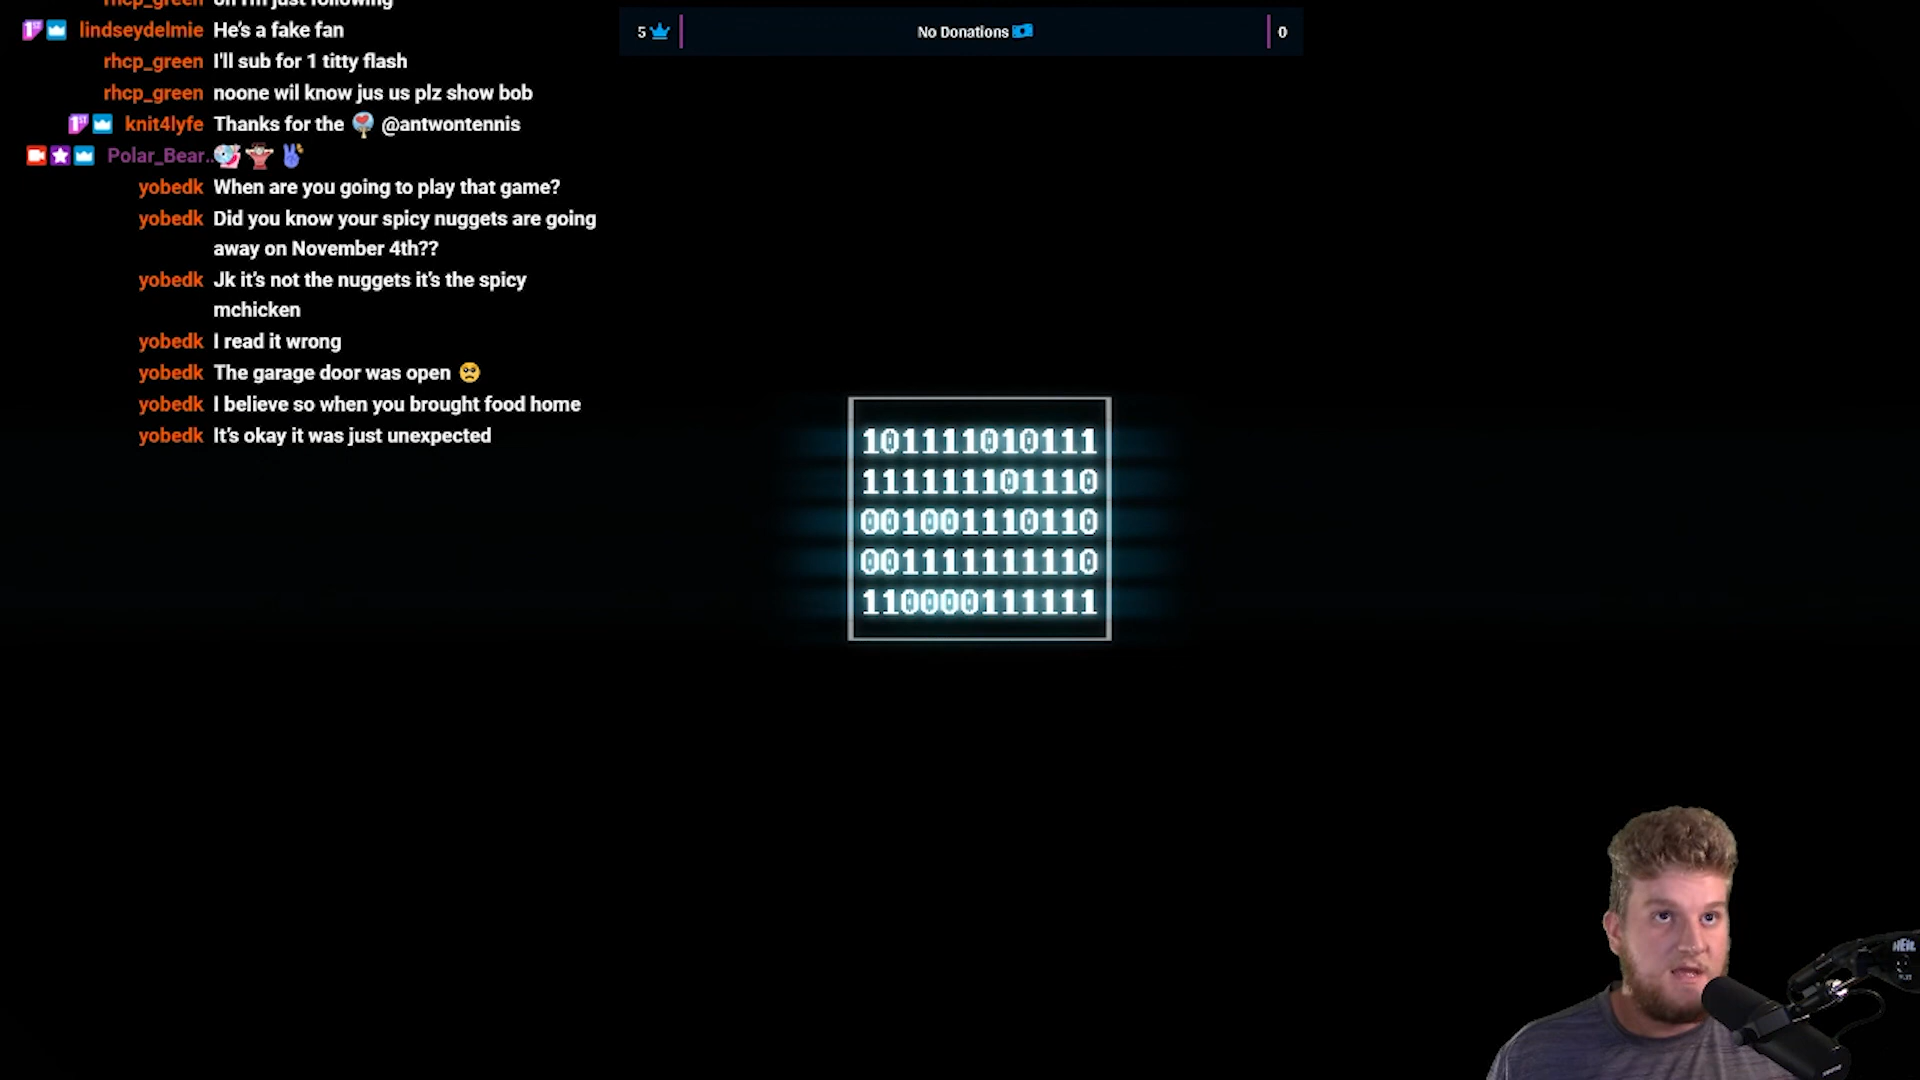 lindseydelmie He's a fake fan
rhcp_green I'll sub for 1 titty flash
rhcp_green noone wil know jus us plz show bob
knit4lyfe Thanks for the @antwontennis
Polar_Bear..
yobedk When are you going to play that game?
yobedk Did you know your spicy nuggets are going
away on November 4th??
yobedk Jk it's not the nuggets it's the spicy
mchicken
yobedk I read it wrong
yobedk The garage door was open 🥺
yobedk I believe so when you brought food home
yobedk It's okay it was just unexpected
5 No Donations 0
101111010111
111111101110
001001110110
001111111110
110000111111